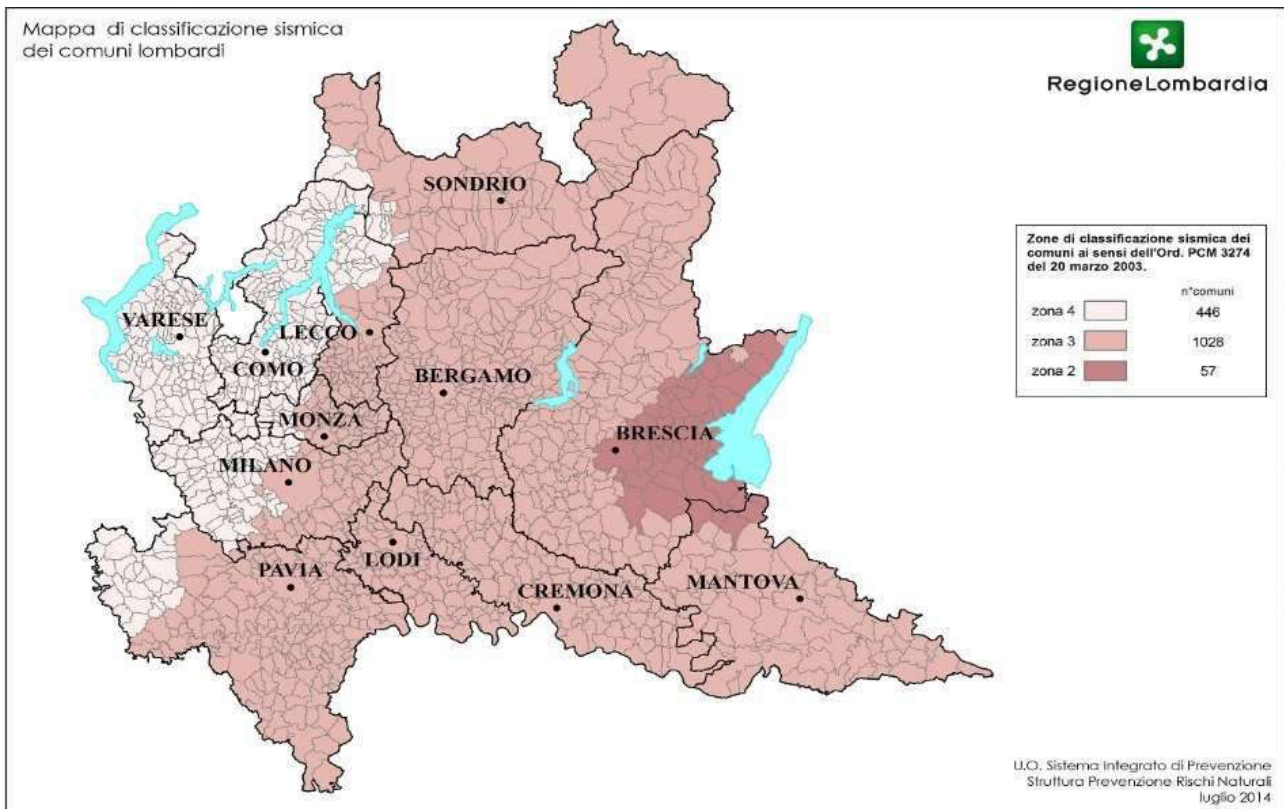 Mappa di classificazione sismica
dei comuni lombardi
RegioneLombardia
SONDRIO
VARESE
LECCO
COMO
BERGAMO
MONZA
BRESCIA
MILANO
LODI
PAVIA
CREMONA
MANTOVA
Zone di classificazione sismica dei
comuni ai sensi dell'Ord. PCM 3274
del 20 marzo 2003.
n°comuni
zona 4 446
zona 3 1028
zona 2 57
U.O. Sistema Integrato di Prevenzione
Struttura Prevenzione Rischi Naturali
luglio 2014